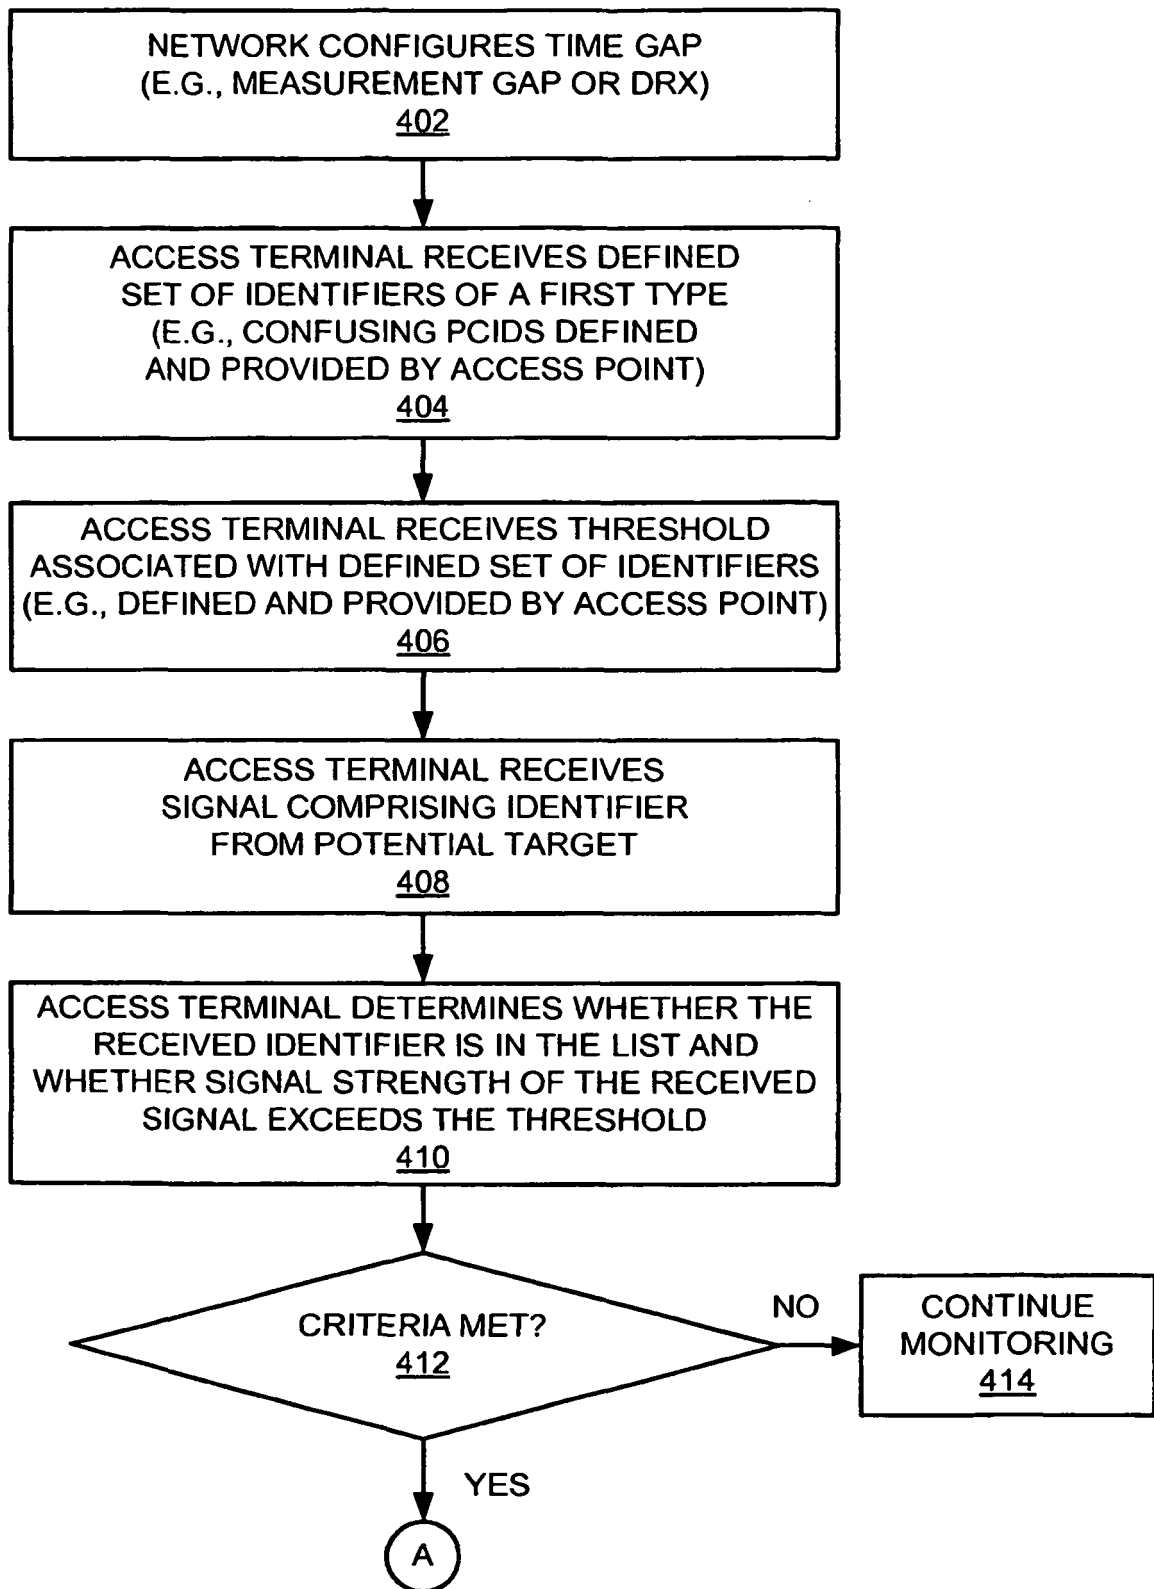 NETWORK CONFIGURES TIME GAP
(E.G., MEASUREMENT GAP OR DRX)
402
ACCESS TERMINAL RECEIVES DEFINED
SET OF IDENTIFIERS OF A FIRST TYPE
(E.G., CONFUSING PCIDS DEFINED
AND PROVIDED BY ACCESS POINT)
404
ACCESS TERMINAL RECEIVES THRESHOLD
ASSOCIATED WITH DEFINED SET OF IDENTIFIERS
(E.G., DEFINED AND PROVIDED BY ACCESS POINT)
406
ACCESS TERMINAL RECEIVES
SIGNAL COMPRISING IDENTIFIER
FROM POTENTIAL TARGET
408
ACCESS TERMINAL DETERMINES WHETHER THE
RECEIVED IDENTIFIER IS IN THE LIST AND
WHETHER SIGNAL STRENGTH OF THE RECEIVED
SIGNAL EXCEEDS THE THRESHOLD
410
CRITERIA MET?
412
NO
CONTINUE
MONITORING
414
YES
A